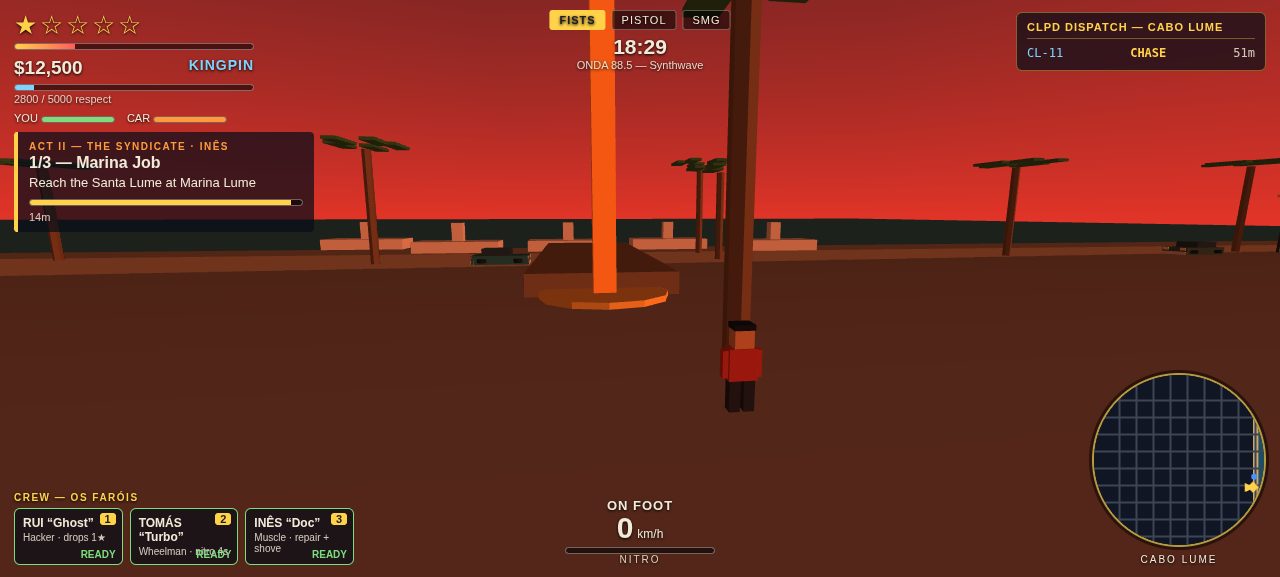 $12,500 KINGPIN
2800 / 5000 respect
YOU CAR
ACT II — THE SYNDICATE · INÊS
1/3 — Marina Job
Reach the Santa Lume at Marina Lume
14m
FISTS PISTOL SMG
18:29
ONDA 88.5 — Synthwave
CLPD DISPATCH — CABO LUME
CL-11 CHASE 51m
CREW — OS FARÓIS
RUI “Ghost” 1
Hacker · drops 1★
READY
TOMÁS “Turbo” 2
Wheelman · nitro
READY
INÊS “Doc” 3
Muscle · repair +
shove
READY
ON FOOT
0 km/h
NITRO
CABO LUME